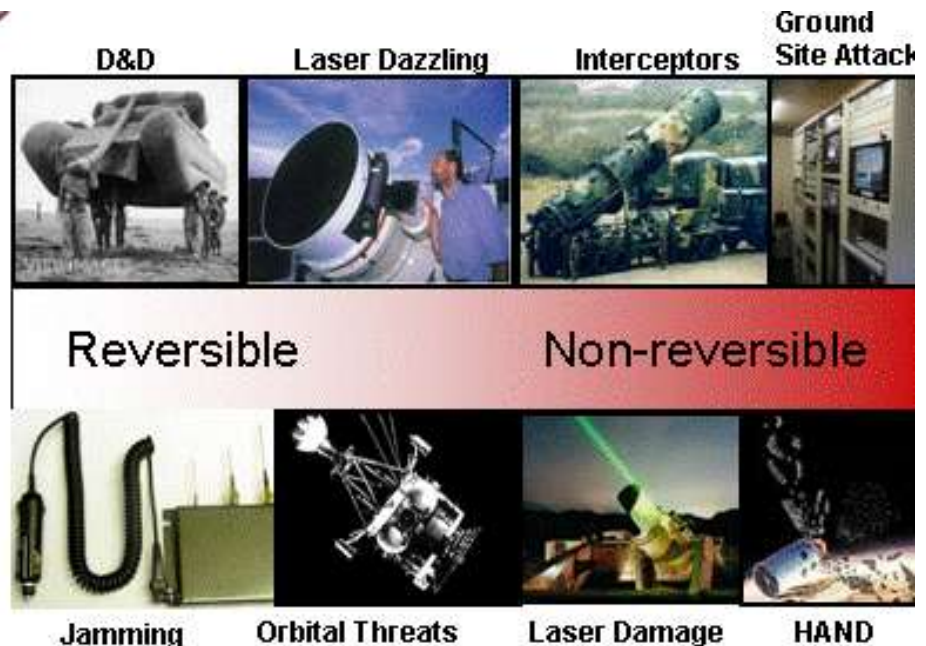 D&D
Laser Dazzling
Interceptors
Ground
Site Attack
Reversible
Non-reversible
Jamming
Orbital Threats
Laser Damage
HAND